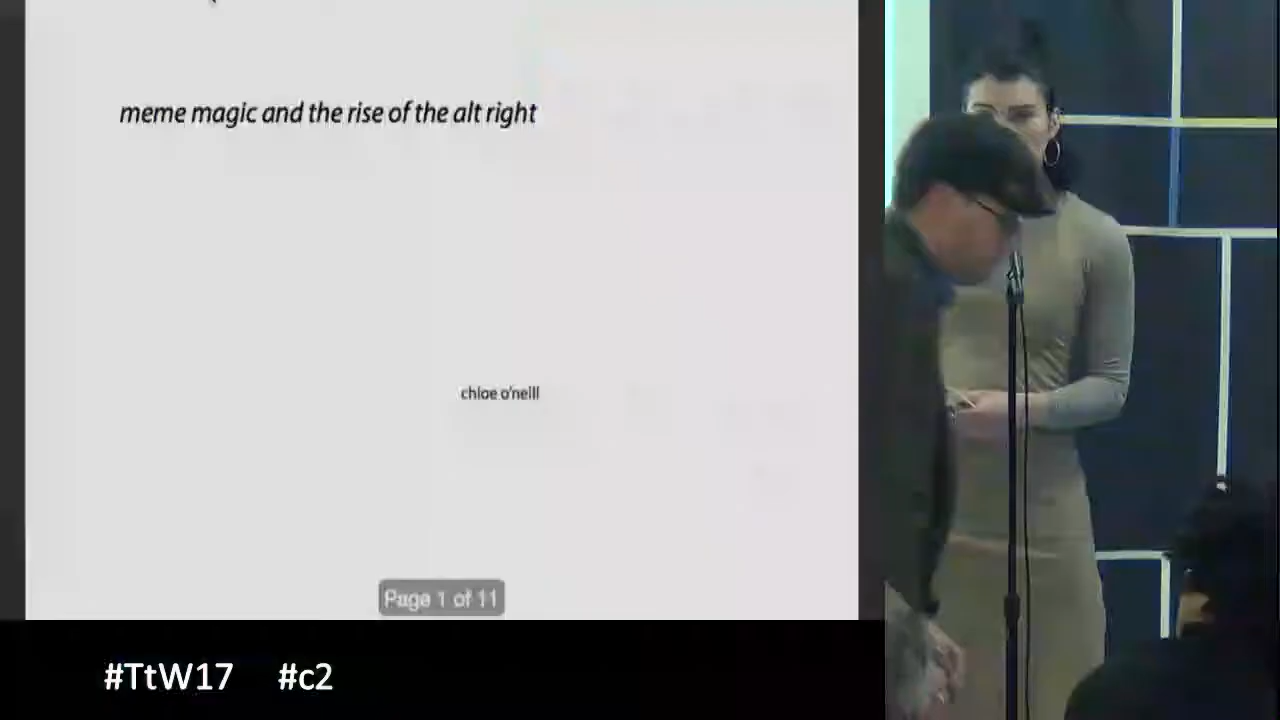 meme magic and the rise of the alt right
chloe o'neill
Page 1 of 11
#TtW17 #c2